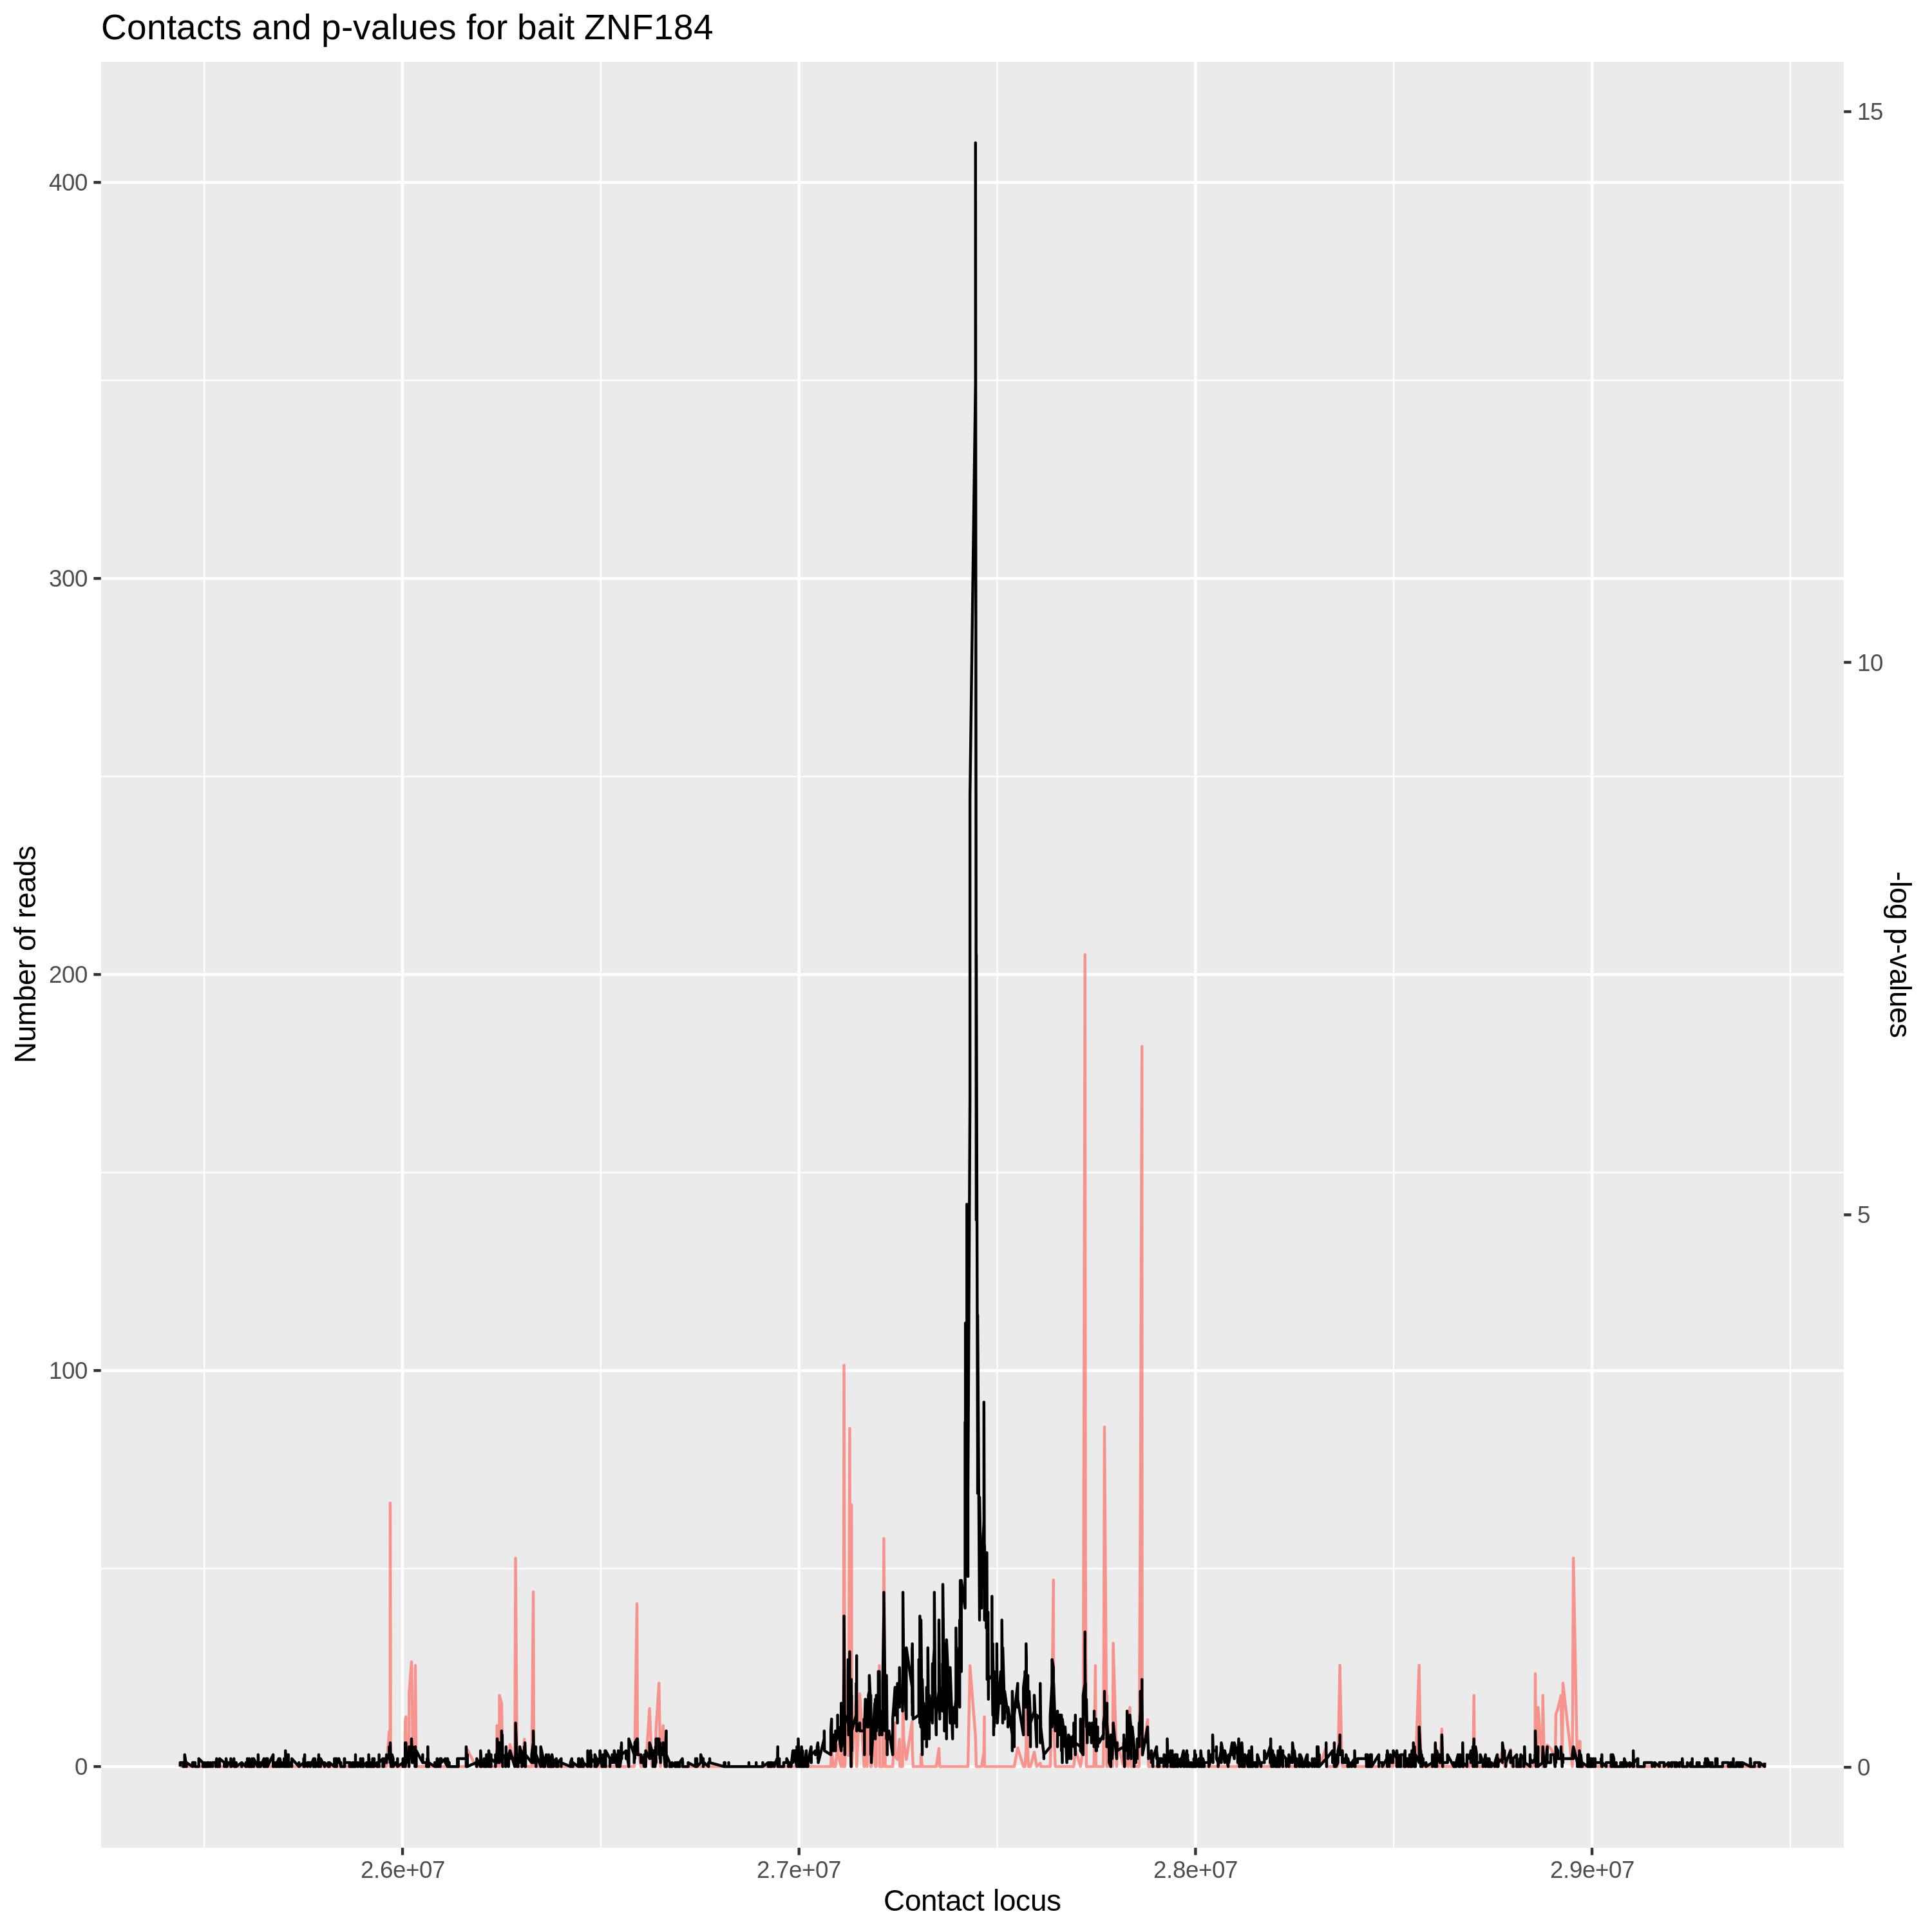 Contacts and p-values for bait ZNF184
400
300
200
100
0
Number of reads
15
10
5
0
-log p-values
2.6e+07
2.7e+07
2.8e+07
2.9e+07
Contact locus